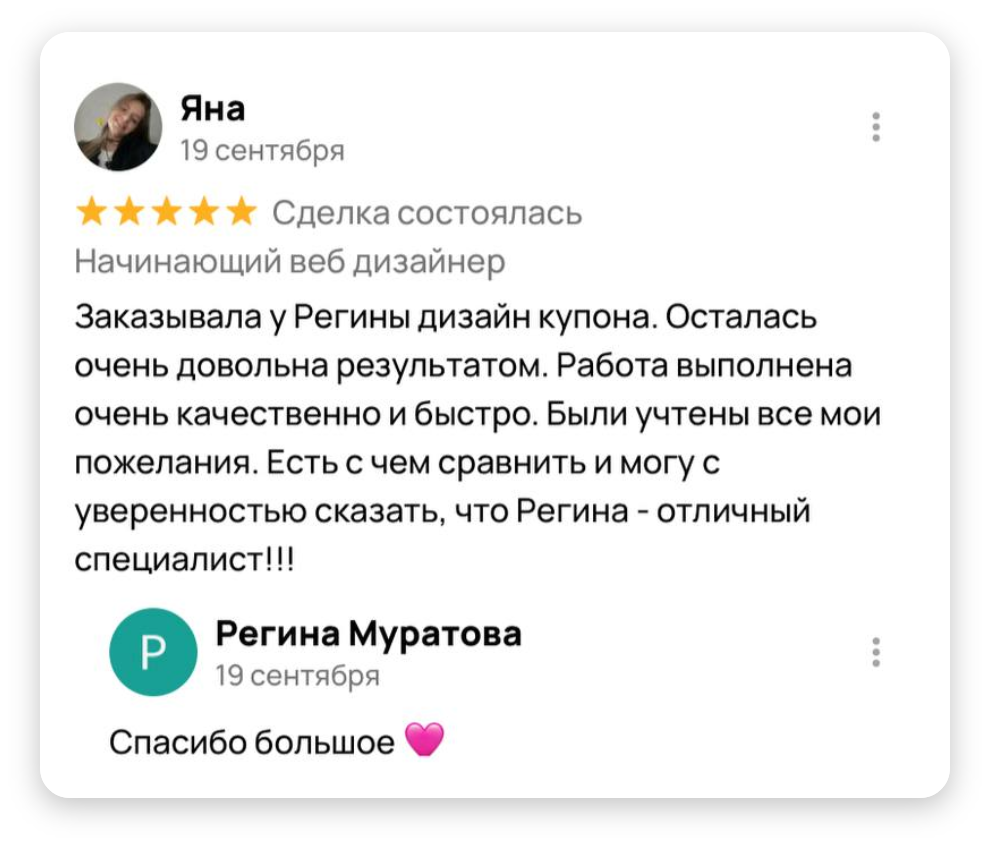 Яна
19 сентября
Сделка состоялась
Начинающий веб дизайнер
Заказывала у Регины дизайн купона. Осталась
очень довольна результатом. Работа выполнена
очень качественно и быстро. Были учтены все мои
пожелания. Есть с чем сравнить и могу с
уверенностью сказать, что Регина - отличный
специалист!!!
Р
Регина Муратова
19 сентября
Спасибо большое 🩷